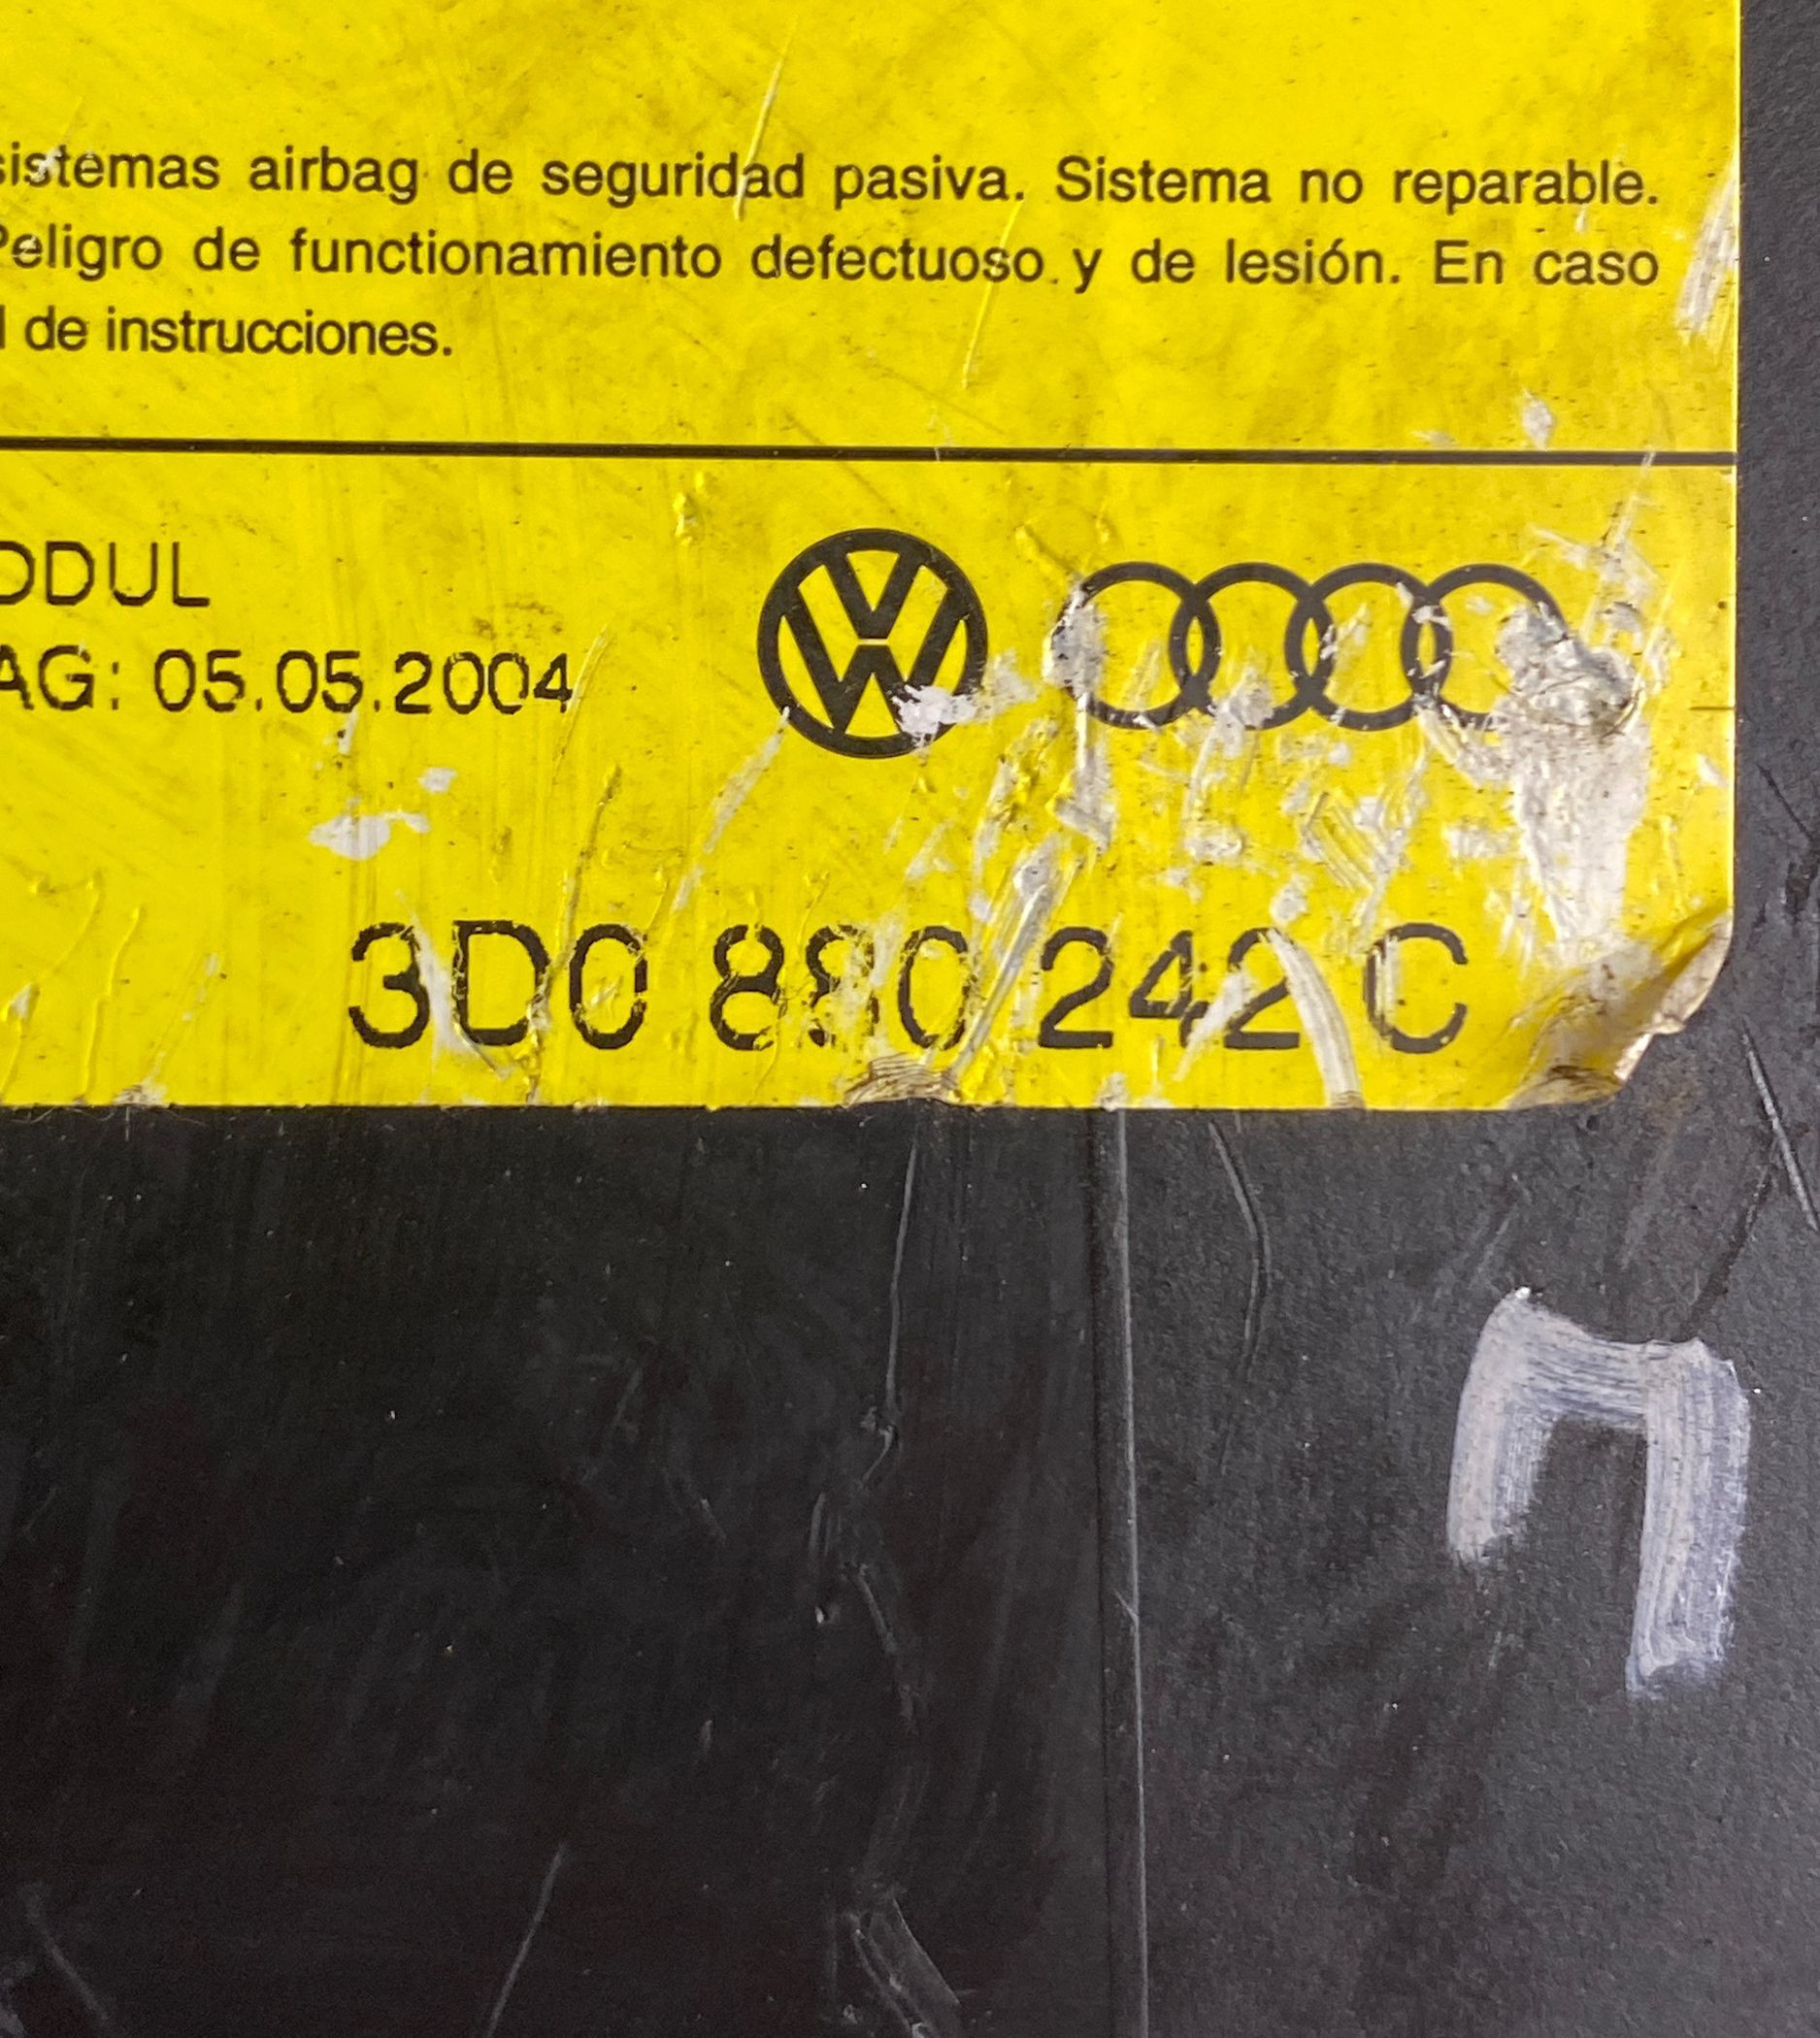 sistemas airbag de seguridad pasiva. Sistema no reparable.
Peligro de functionamiento defectuoso y de lesión. En caso
l de instrucciones.
ODUL
AG: 05.05.2004
3D0 880 242 C